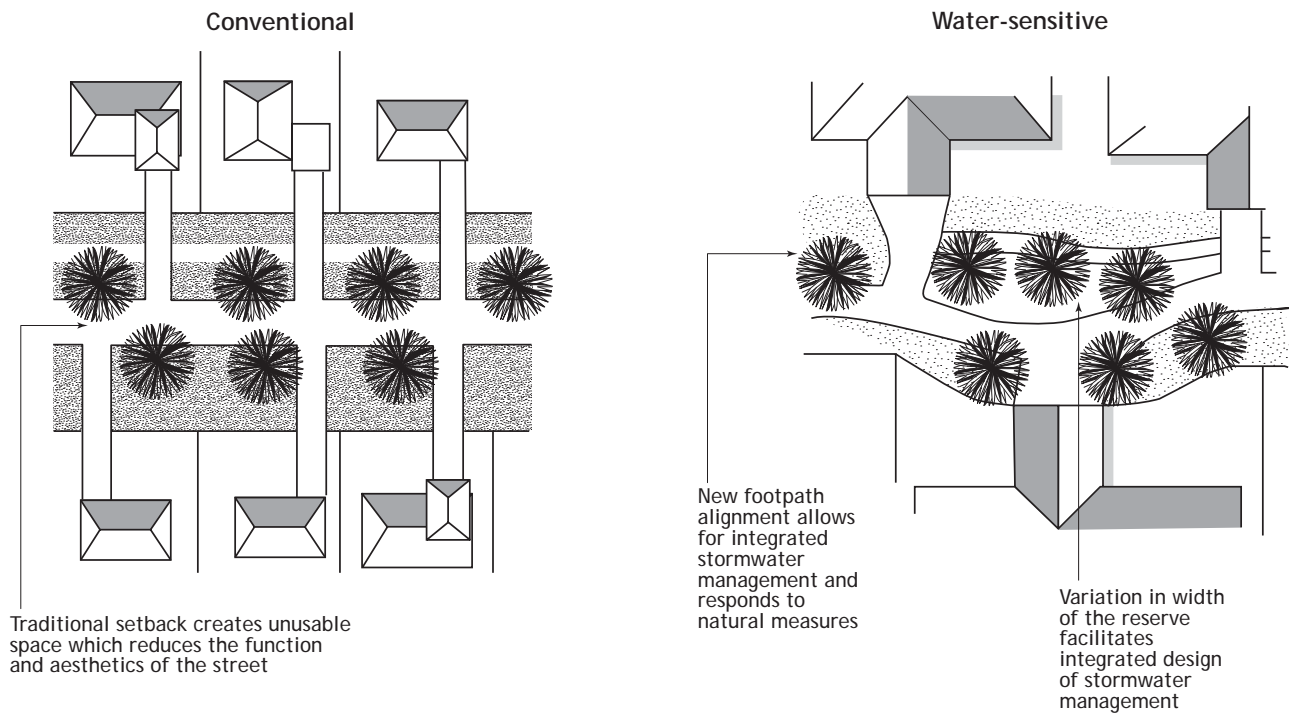 Conventional
Water-sensitive
Traditional setback creates unusable
space which reduces the function
and aesthetics of the street
New footpath
alignment allows
for integrated
stormwater
management and
responds to
natural measures
Variation in width
of the reserve
facilitates
integrated design
of stormwater
management